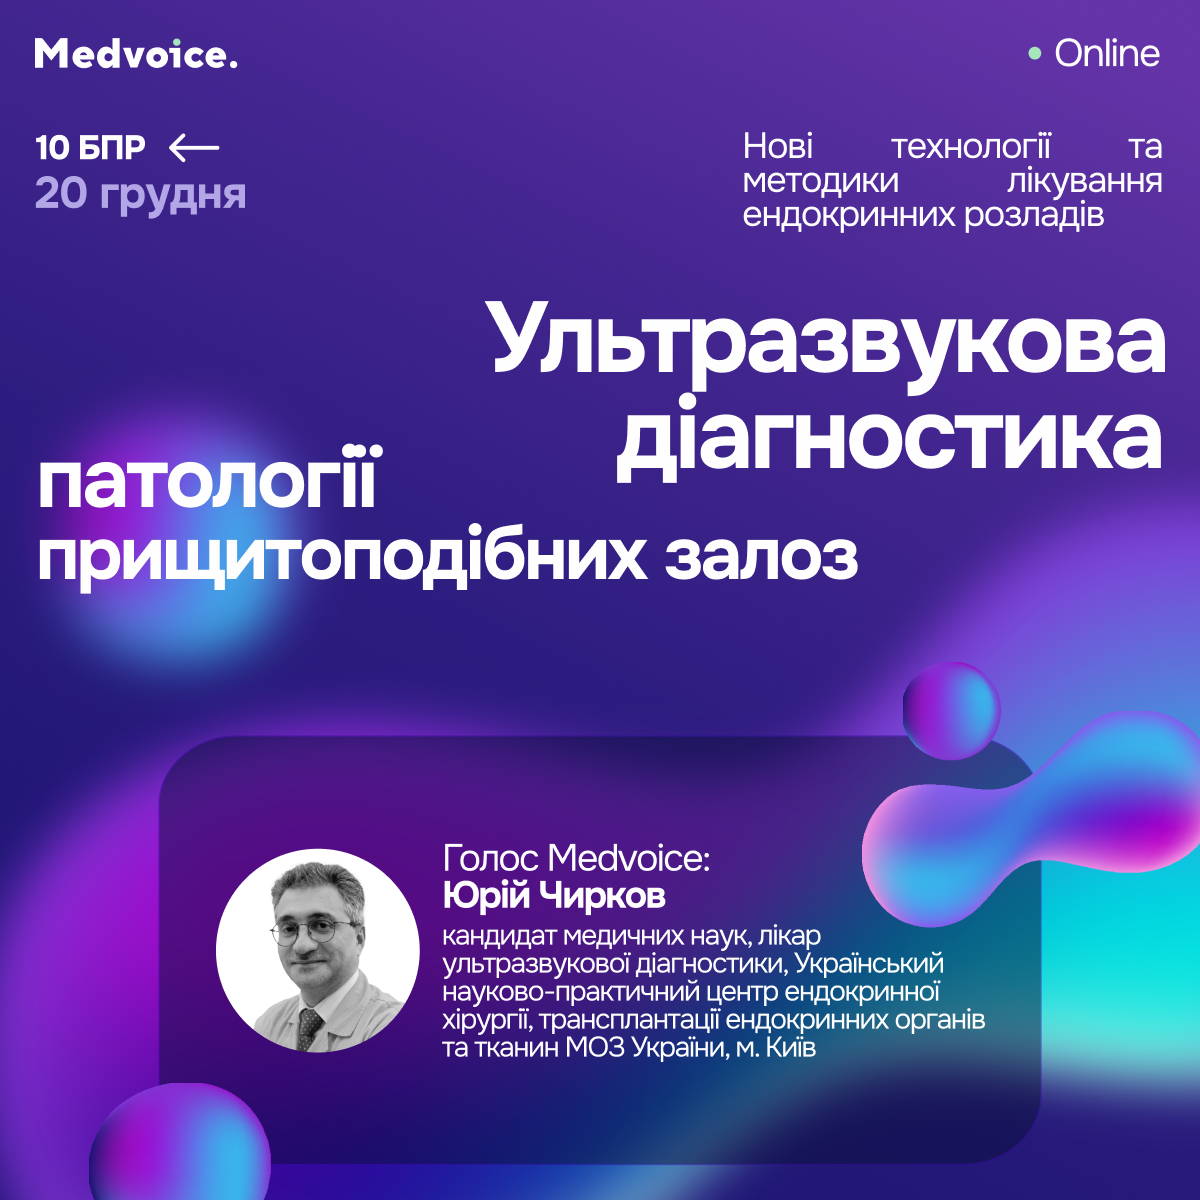 Medvoice.
Online
10 БПР
20 грудня
Нові технології та
методики лікування
ендокринних розладів
Ультразвукова
діагностика
патології
прищитоподібних залоз
Голос Medvoice:
Юрій Чирков
кандидат медичних наук, лікар
ультразвукової діагностики, Український
науково-практичний центр ендокринної
хірургії, трансплантації ендокринних органів
та тканин МОЗ України, м. Київ